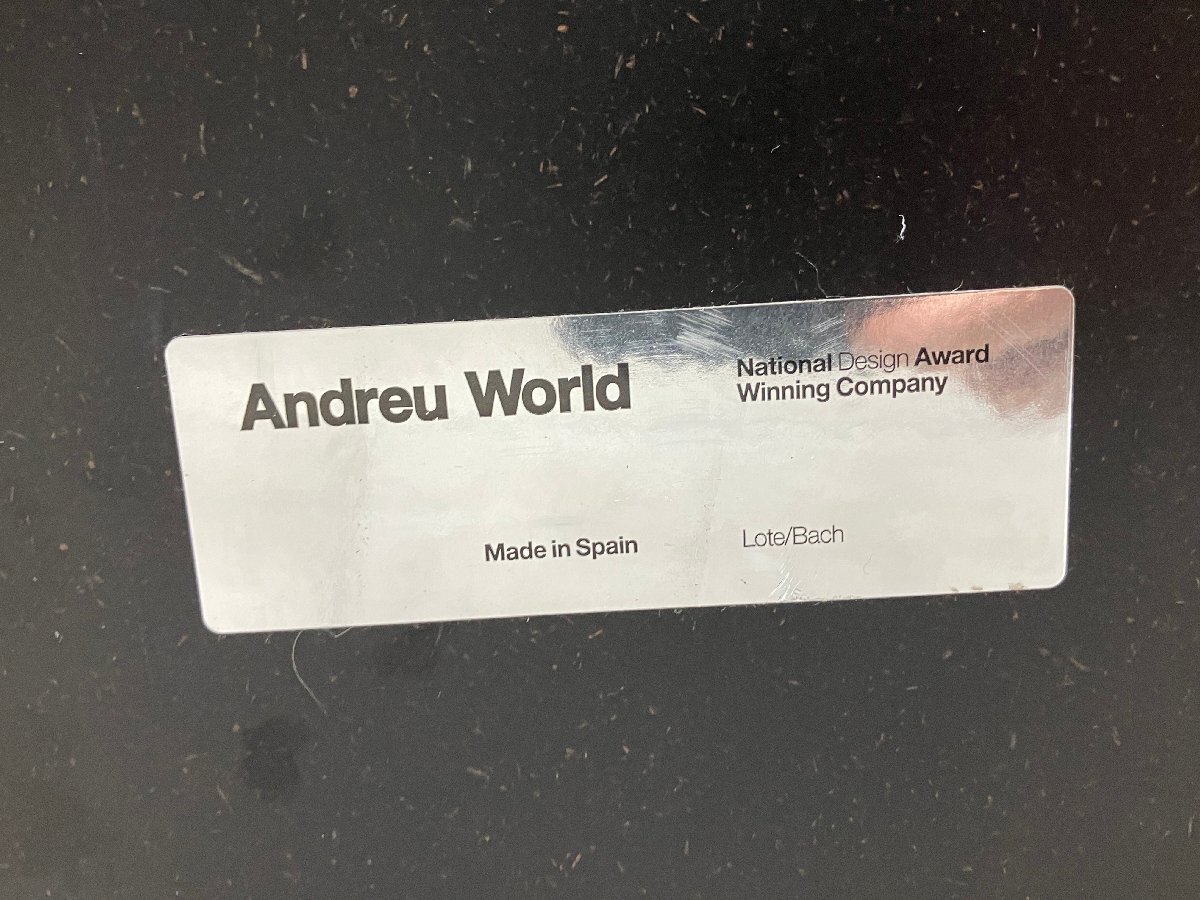 Andreu World
National Design Award
Winning Company
Made in Spain
Lote/Bach